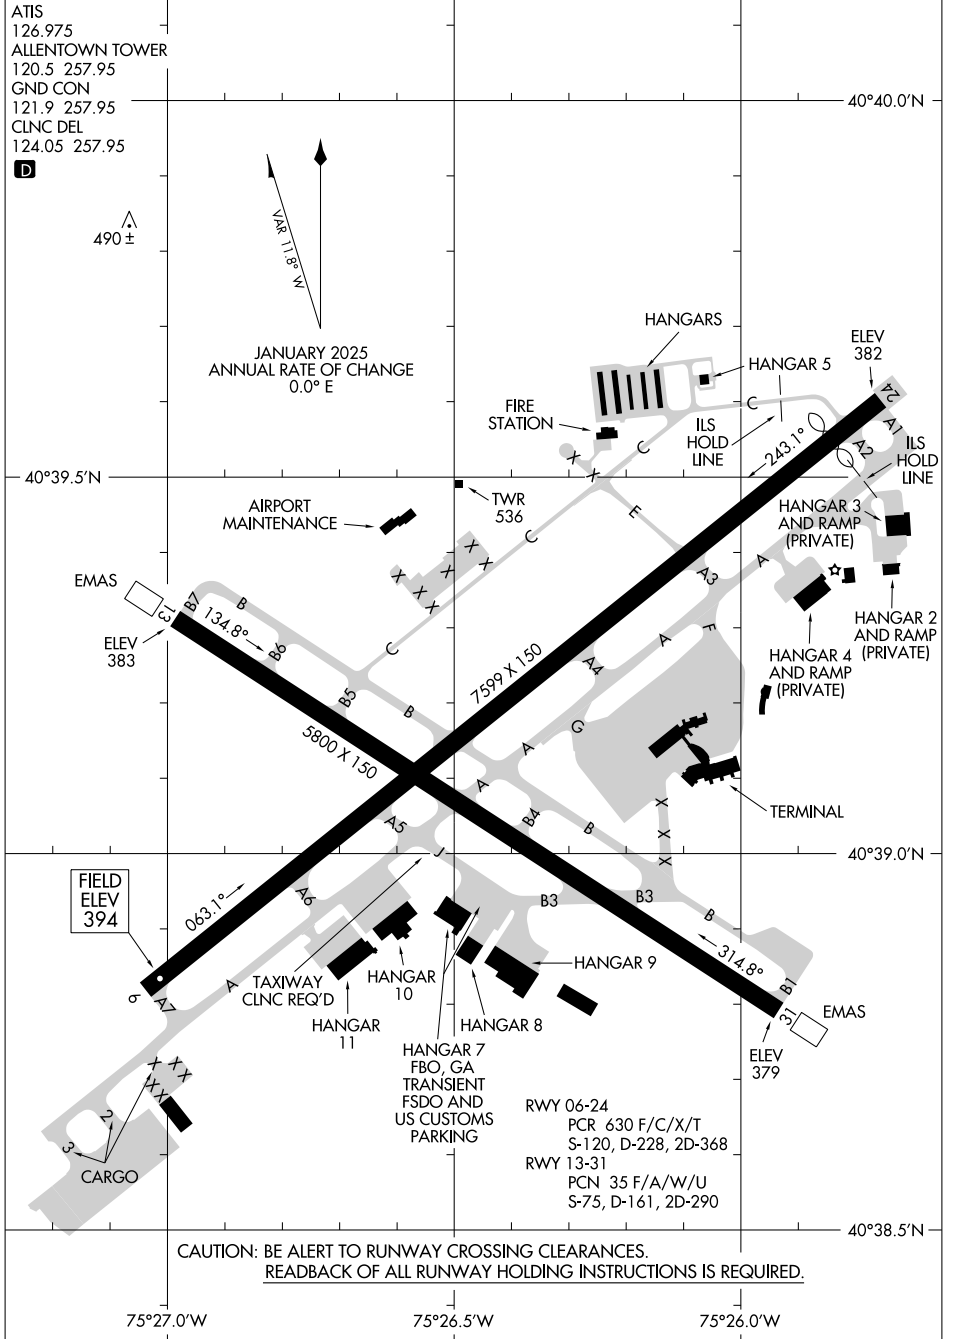 ATIS
126.975
ALLENTOWN TOWER
120.5 257.95
GND CON
121.9 257.95
CLNC DEL
124.05 257.95
D
40°40.0'N
490 ±
VAR 11.8° W
JANUARY 2025
ANNUAL RATE OF CHANGE
0.0° E
HANGARS
HANGAR 5
ELEV
382
24
FIRE
STATION
C
C
ILS
HOLD
LINE
A1
A2
ILS
HOLD
LINE
243.1°
X
X
40°39.5'N
AIRPORT
MAINTENANCE
TWR
536
HANGAR 3
AND RAMP
(PRIVATE)
E
C
X
X
X
X
X
X
A
A3
EMAS
13
B7
B
134.8°
ELEV
383
B6
C
A
F
HANGAR 2
AND RAMP
(PRIVATE)
HANGAR 4
AND RAMP
(PRIVATE)
A4
7599 X 150
B5
B
5800 X 150
G
A
A
TERMINAL
X
X
X
A5
B4
B
J
40°39.0'N
FIELD
ELEV
394
063.1°
A6
B3
B3
B
314.8°
TAXIWAY
CLNC REQ'D
HANGAR
10
HANGAR 9
HANGAR
11
HANGAR 8
6
A7
A
B1
31
EMAS
ELEV
379
HANGAR 7
FBO, GA
TRANSIENT
FSDO AND
US CUSTOMS
PARKING
X
X
X
X
X
2
3
CARGO
RWY 06-24
PCR 630 F/C/X/T
S-120, D-228, 2D-368
RWY 13-31
PCN 35 F/A/W/U
S-75, D-161, 2D-290
40°38.5'N
CAUTION: BE ALERT TO RUNWAY CROSSING CLEARANCES.
READBACK OF ALL RUNWAY HOLDING INSTRUCTIONS IS REQUIRED.
75°27.0'W
75°26.5'W
75°26.0'W